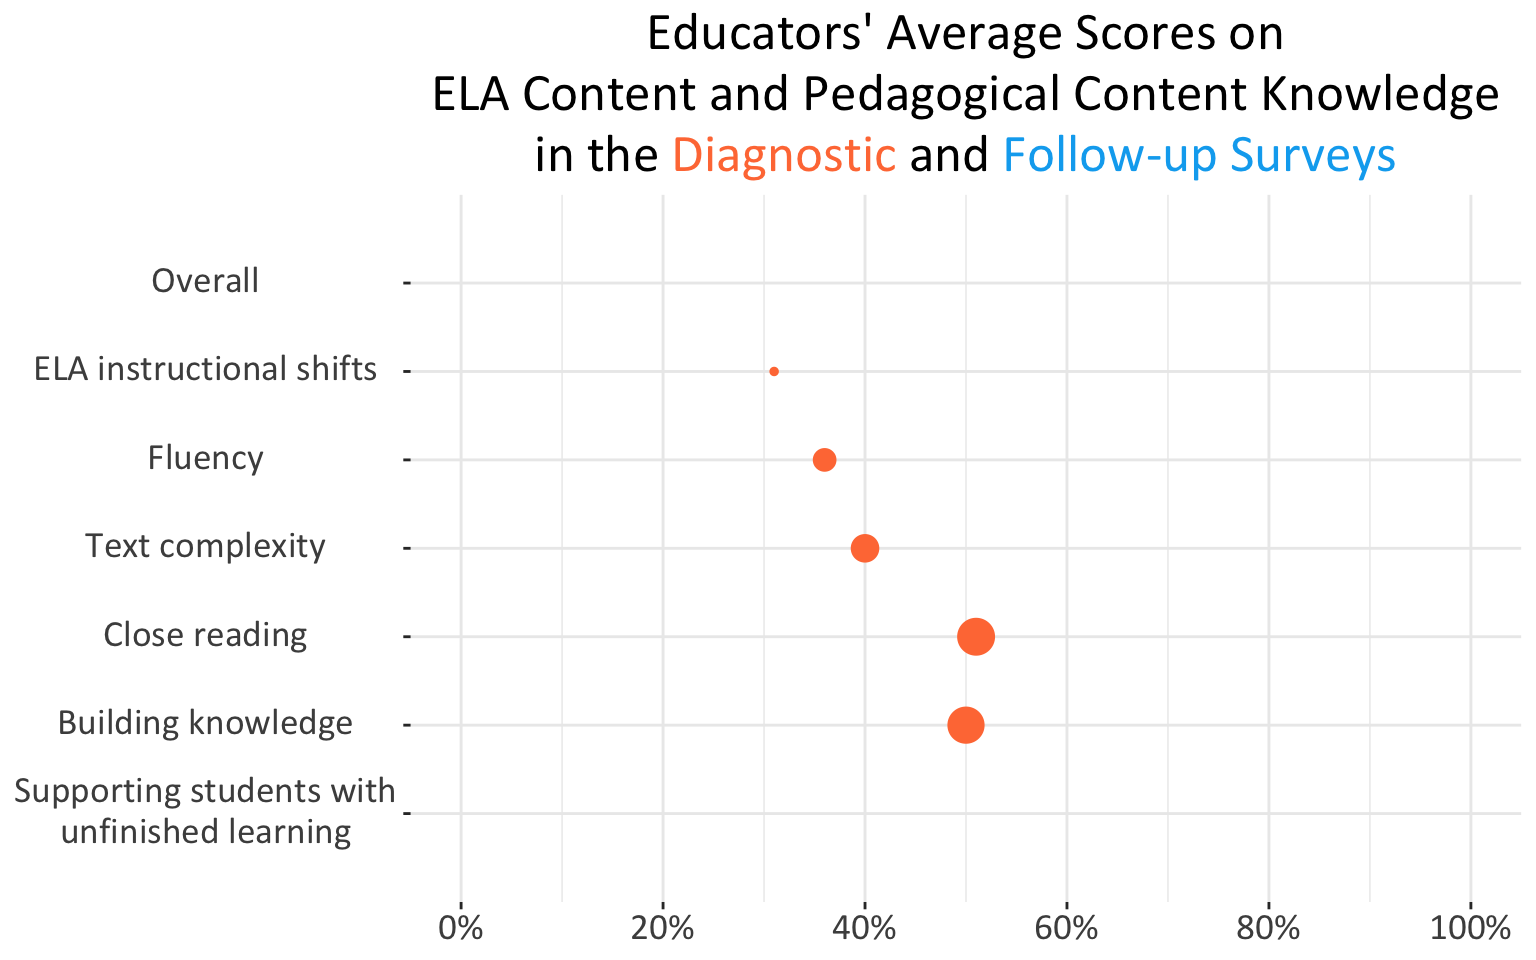 Educators' Average Scores on
ELA Content and Pedagogical Content Knowledge
in the Diagnostic and Follow-up Surveys
Overall
ELA instructional shifts
Fluency
Text complexity
Close reading
Building knowledge
Supporting students with
unfinished learning
0% 20% 40% 60% 80% 100%